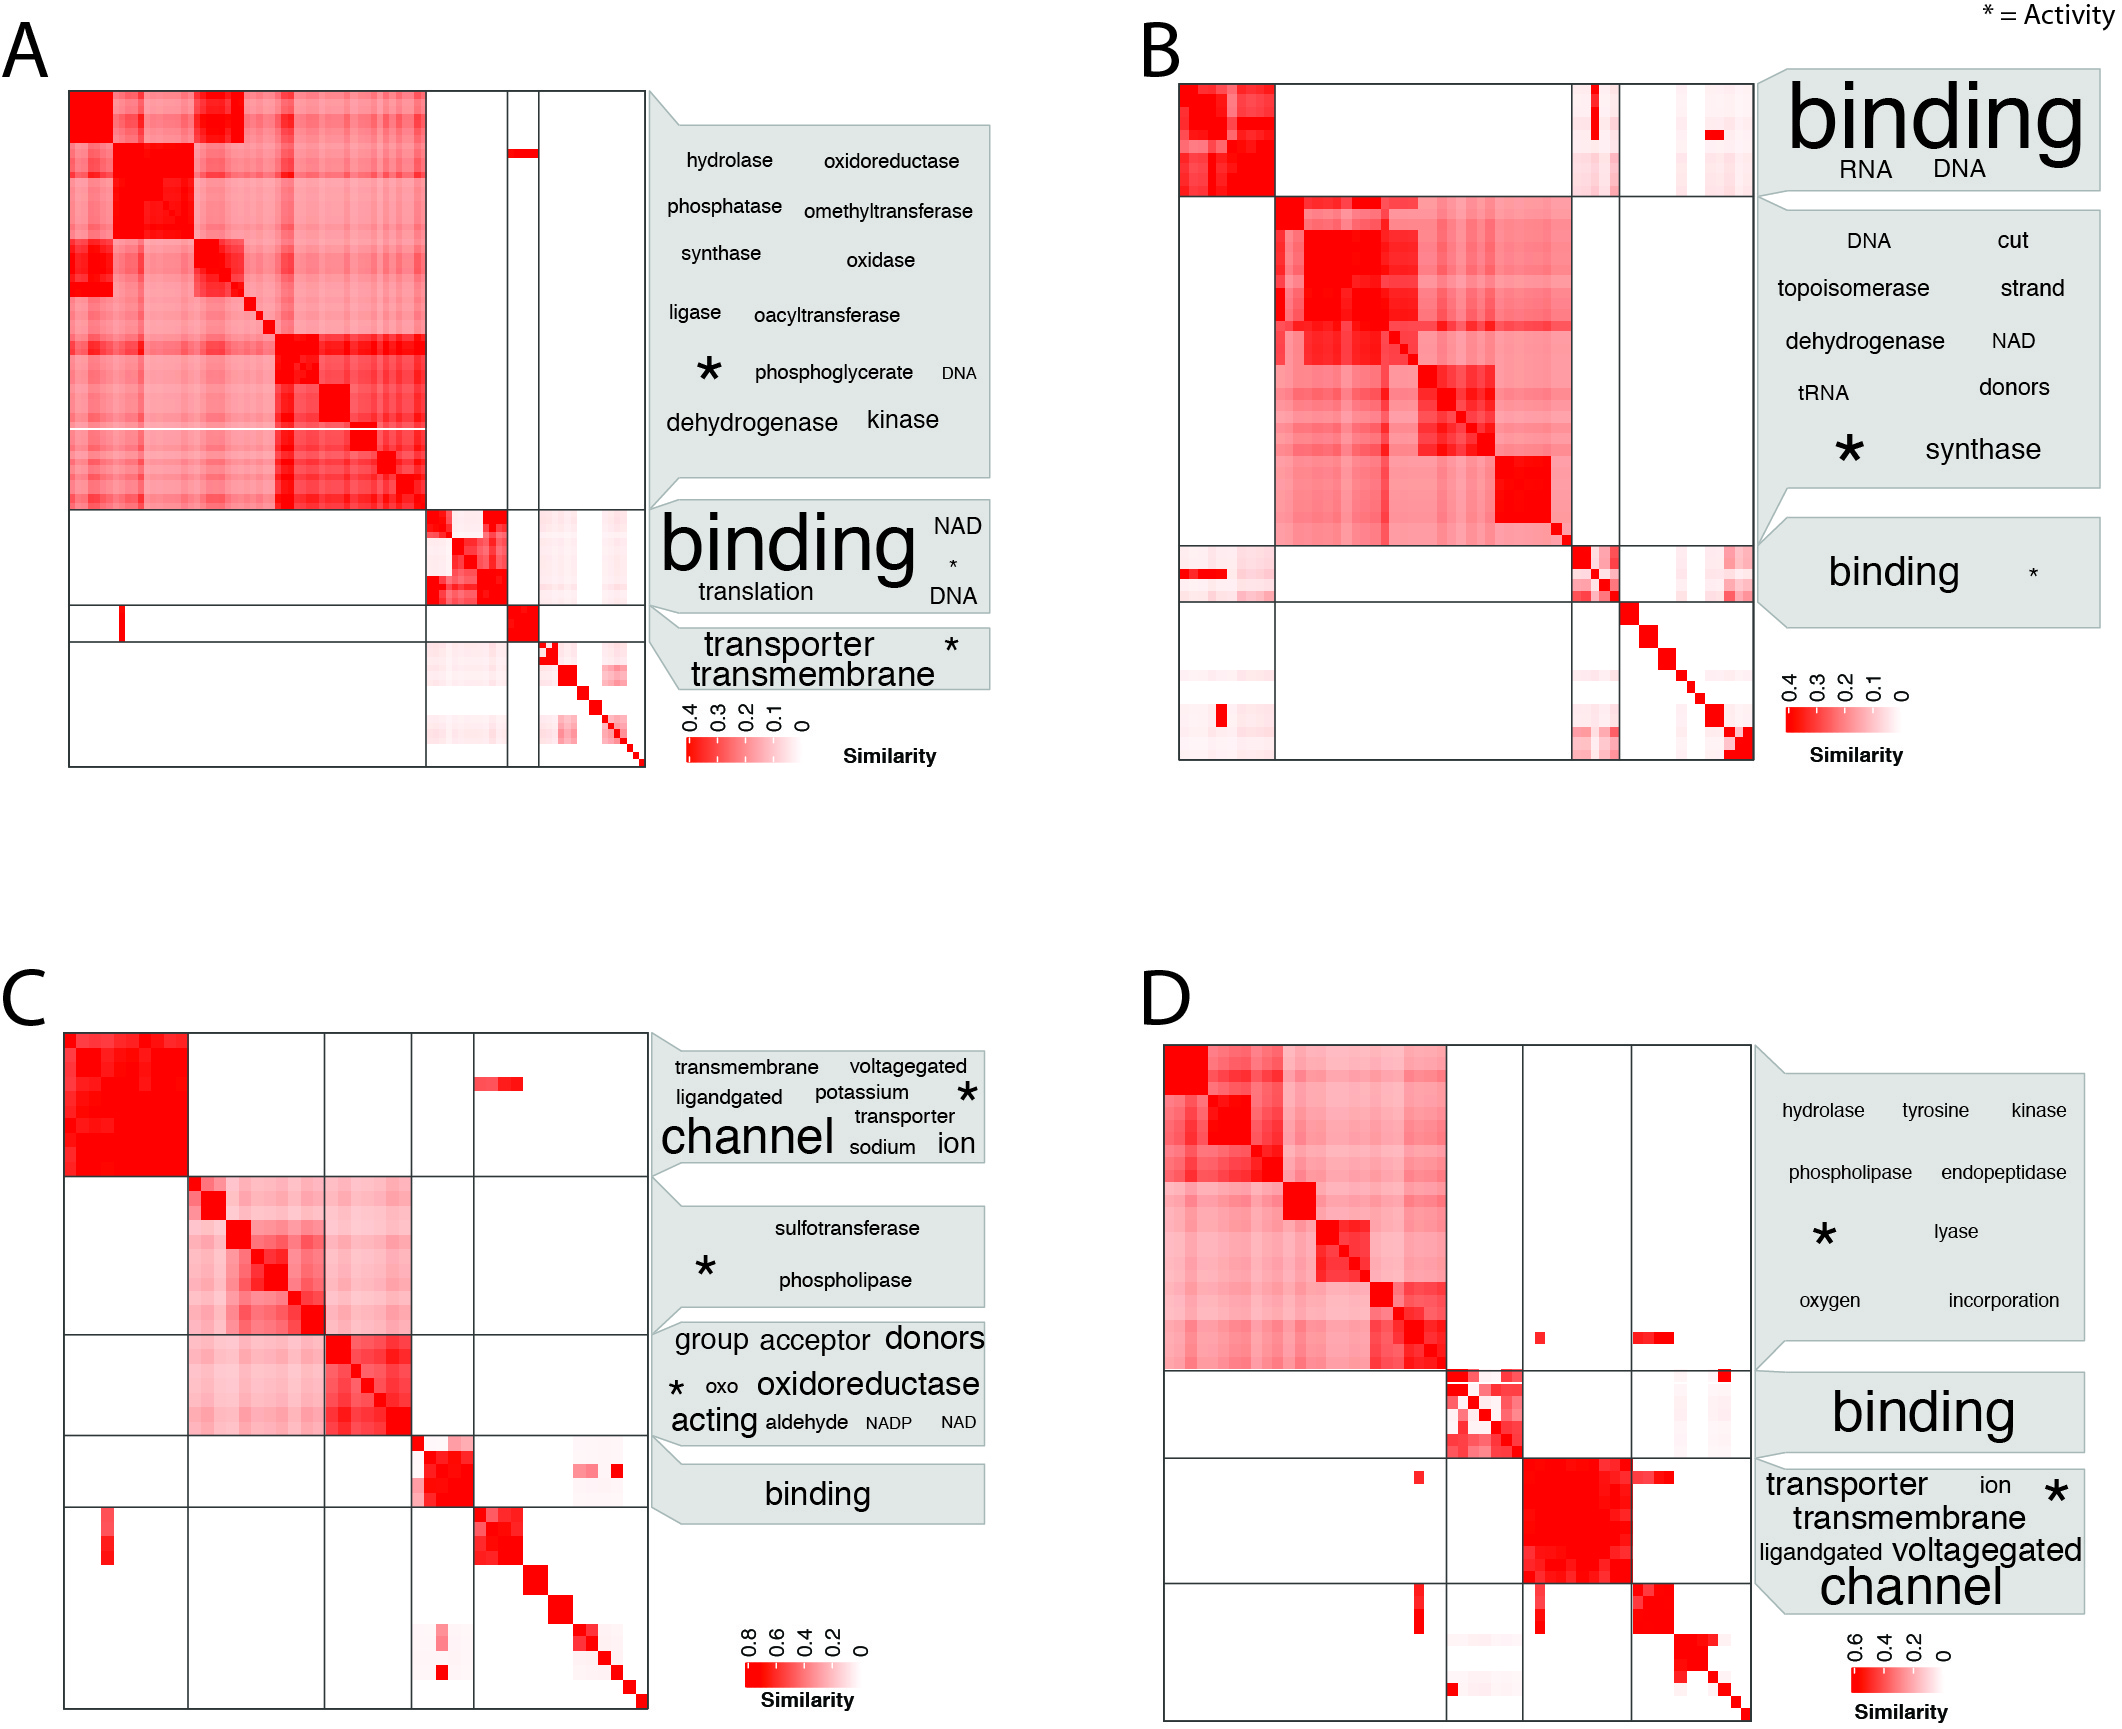 * = Activity
A
hydrolase oxidoreductase
phosphatase omethyltransferase
synthase oxidase
ligase oacyltransferase
* phosphoglycerate DNA
dehydrogenase kinase
binding NAD
*
translation DNA
transporter *
transmembrane
0.4 0.3 0.2 0.1 0
Similarity
B
binding
RNA DNA
DNA cut
topoisomerase strand
dehydrogenase NAD
tRNA donors
* synthase
binding *
0.4 0.3 0.2 0.1 0
Similarity
C
transmembrane voltagegated
ligandgated potassium *
channel transporter
sodium ion
sulfotransferase
*
phospholipase
group acceptor donors
* oxo oxidoreductase
acting aldehyde NADP NAD
binding
0.8 0.6 0.4 0.2 0
Similarity
D
hydrolase tyrosine kinase
phospholipase endopeptidase
* lyase
oxygen incorporation
binding
transporter ion *
transmembrane
ligandgated voltagegated
channel
0.6 0.4 0.2 0
Similarity